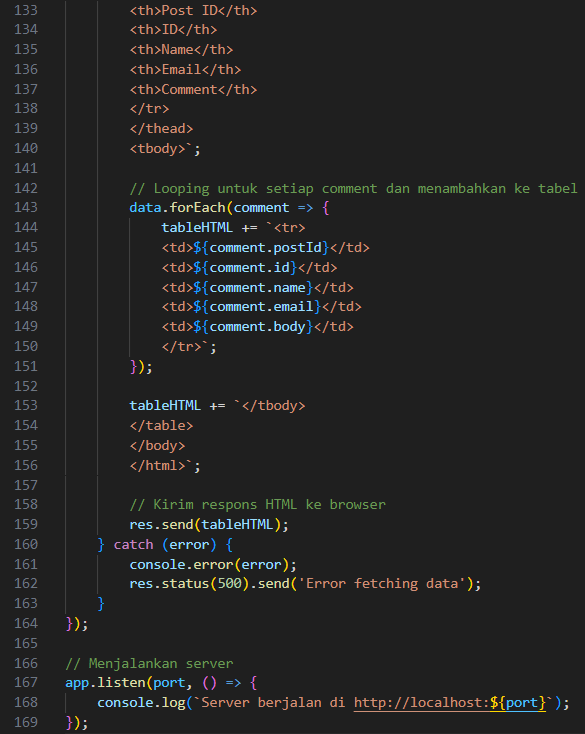 133 <th>Post ID</th>
134 <th>ID</th>
135 <th>Name</th>
136 <th>Email</th>
137 <th>Comment</th>
138 </tr>
139 </thead>
140 <tbody>`;
141
142 // Looping untuk setiap comment dan menambahkan ke tabel
143 data.forEach(comment => {
144 tableHTML += `<tr>
145 <td>${comment.postId}</td>
146 <td>${comment.id}</td>
147 <td>${comment.name}</td>
148 <td>${comment.email}</td>
149 <td>${comment.body}</td>
150 </tr>`;
151 });
152
153 tableHTML += `</tbody>
154 </table>
155 </body>
156 </html>`;
157
158 // Kirim respons HTML ke browser
159 res.send(tableHTML);
160 } catch (error) {
161 console.error(error);
162 res.status(500).send('Error fetching data');
163 }
164 });
165
166 // Menjalankan server
167 app.listen(port, () => {
168 console.log(`Server berjalan di http://localhost:${port}`);
169 });